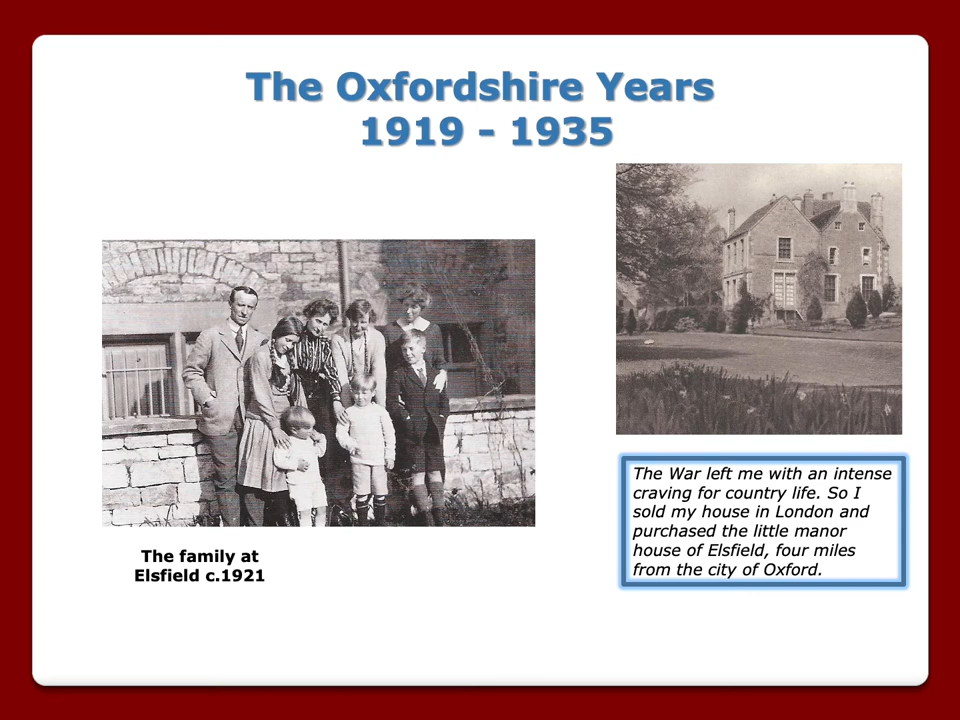 The Oxfordshire Years
1919 - 1935
The War left me with an intense
craving for country life. So I
sold my house in London and
purchased the little manor
house of Elsfield, four miles
from the city of Oxford.
The family at
Elsfield c.1921